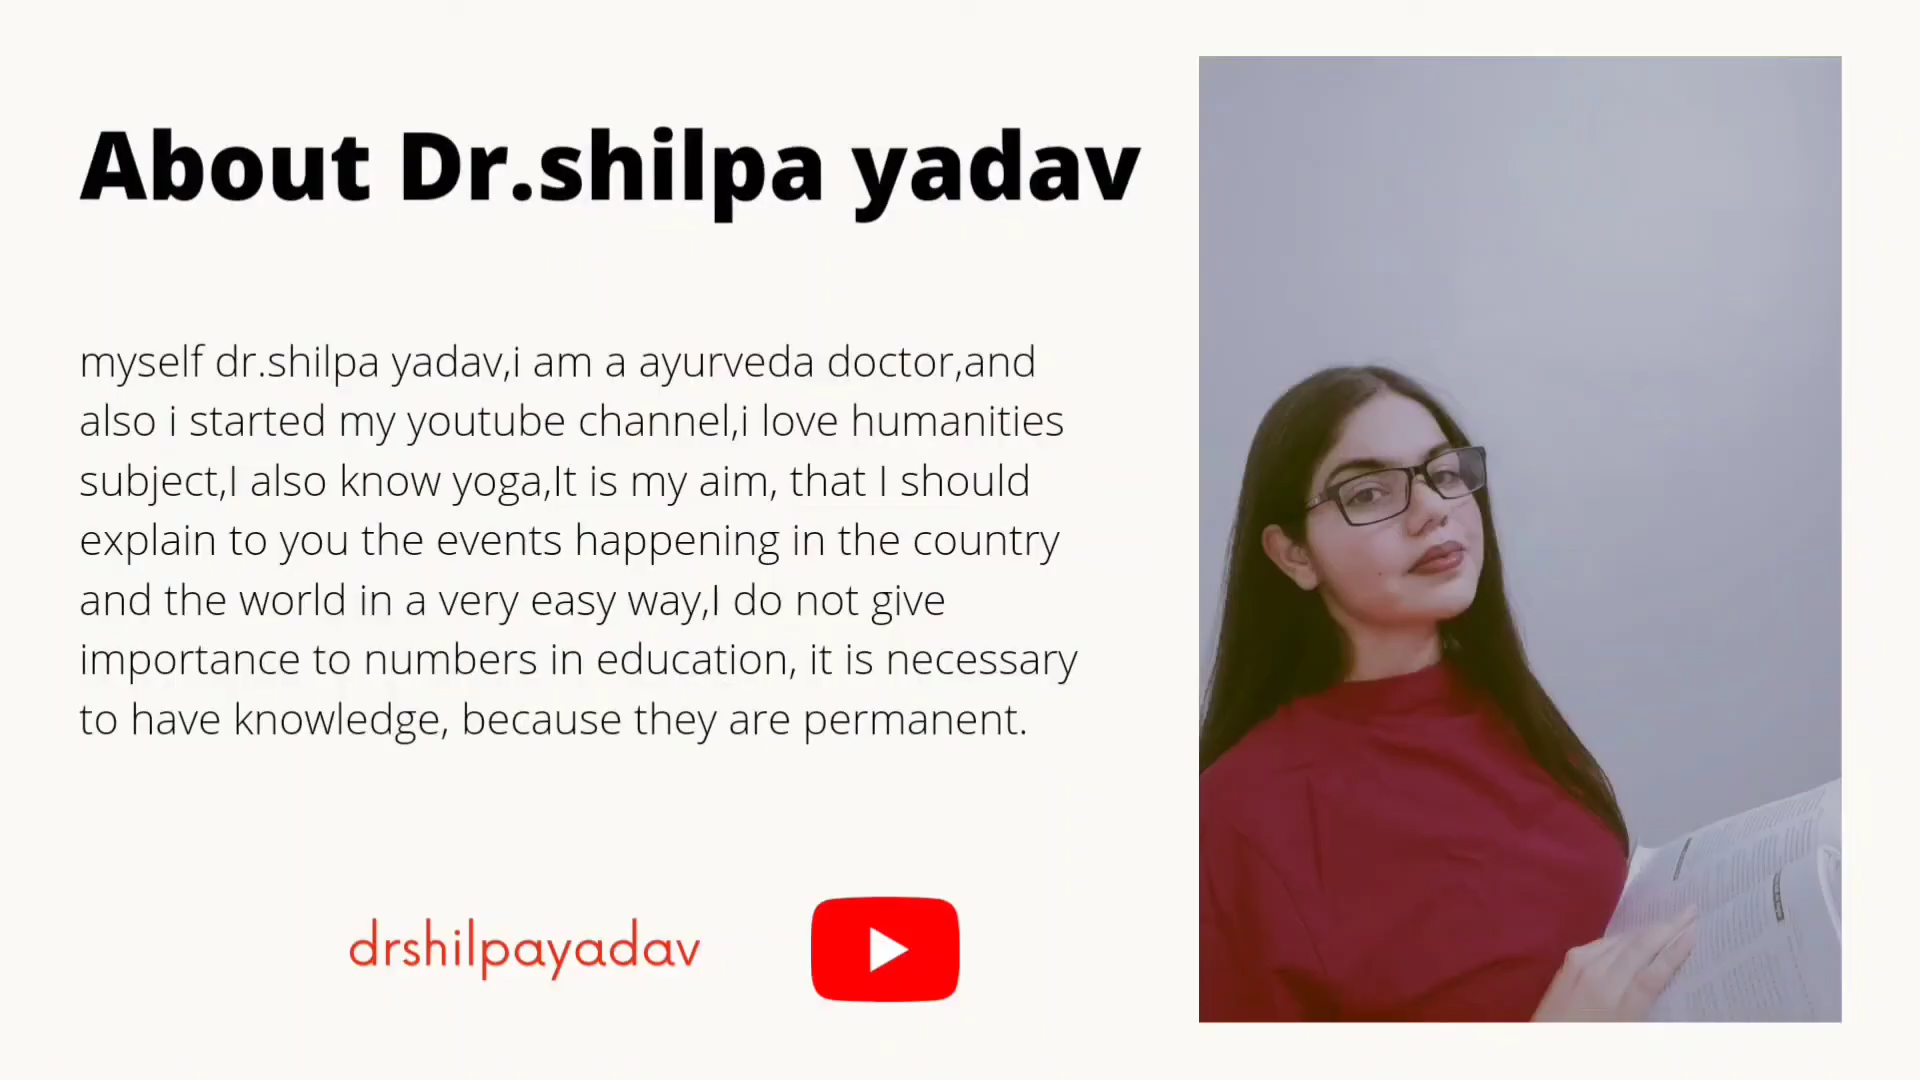 About Dr.shilpa yadav
myself dr.shilpa yadav,i am a ayurveda doctor,and
also i started my youtube channel,i love humanities
subject,I also know yoga,It is my aim, that I should
explain to you the events happening in the country
and the world in a very easy way,I do not give
importance to numbers in education, it is necessary
to have knowledge, because they are permanent.
drshilpayadav